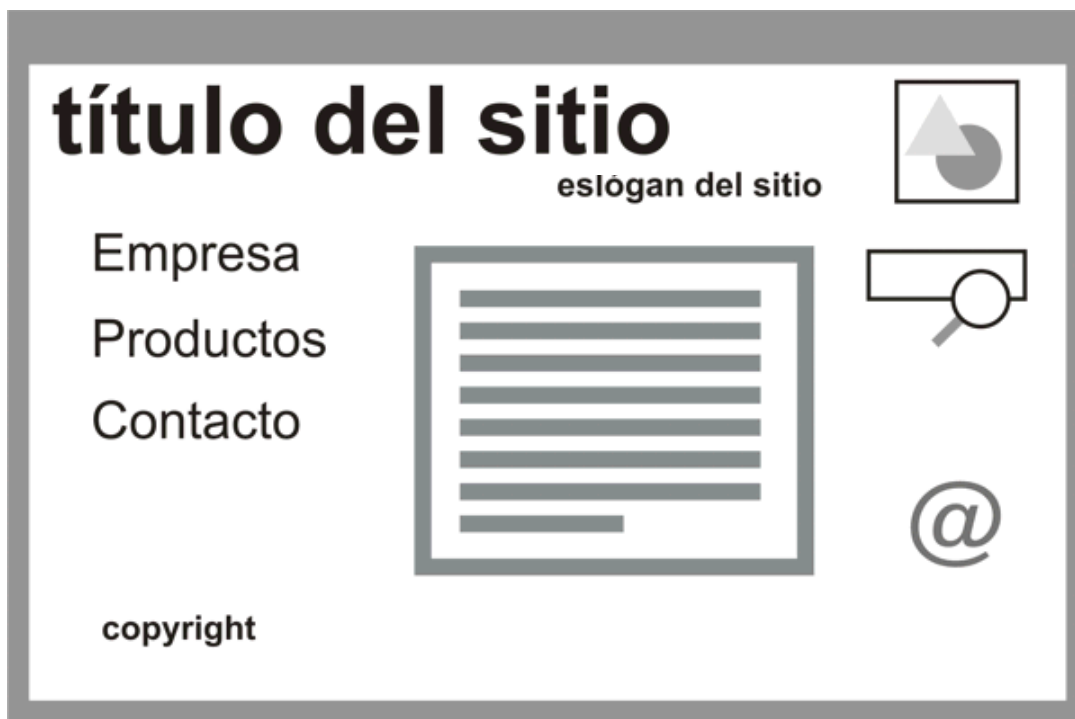 título del sitio
eslógan del sitio
Empresa
Productos
Contacto
@
copyright